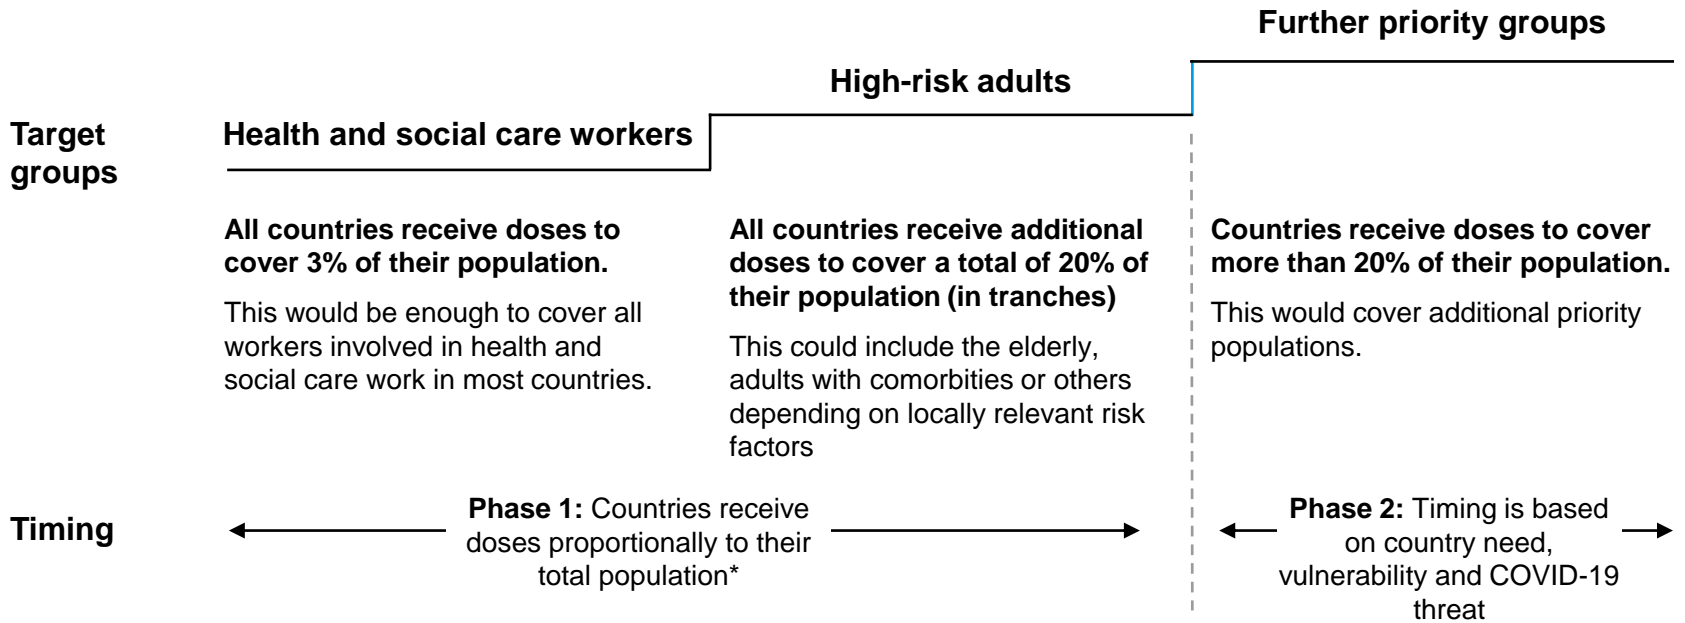 Further priority groups
High-risk adults
Target
groups
Health and social care workers
All countries receive doses to
cover 3% of their population.
This would be enough to cover all
workers involved in health and
social care work in most countries.
All countries receive additional
doses to cover a total of 20% of
their population (in tranches)
This could include the elderly,
adults with comorbities or others
depending on locally relevant risk
factors
Countries receive doses to cover
more than 20% of their population.
This would cover additional priority
populations.
Timing
Phase 1: Countries receive
doses proportionally to their
total population*
Phase 2: Timing is based
on country need,
vulnerability and COVID-19
threat